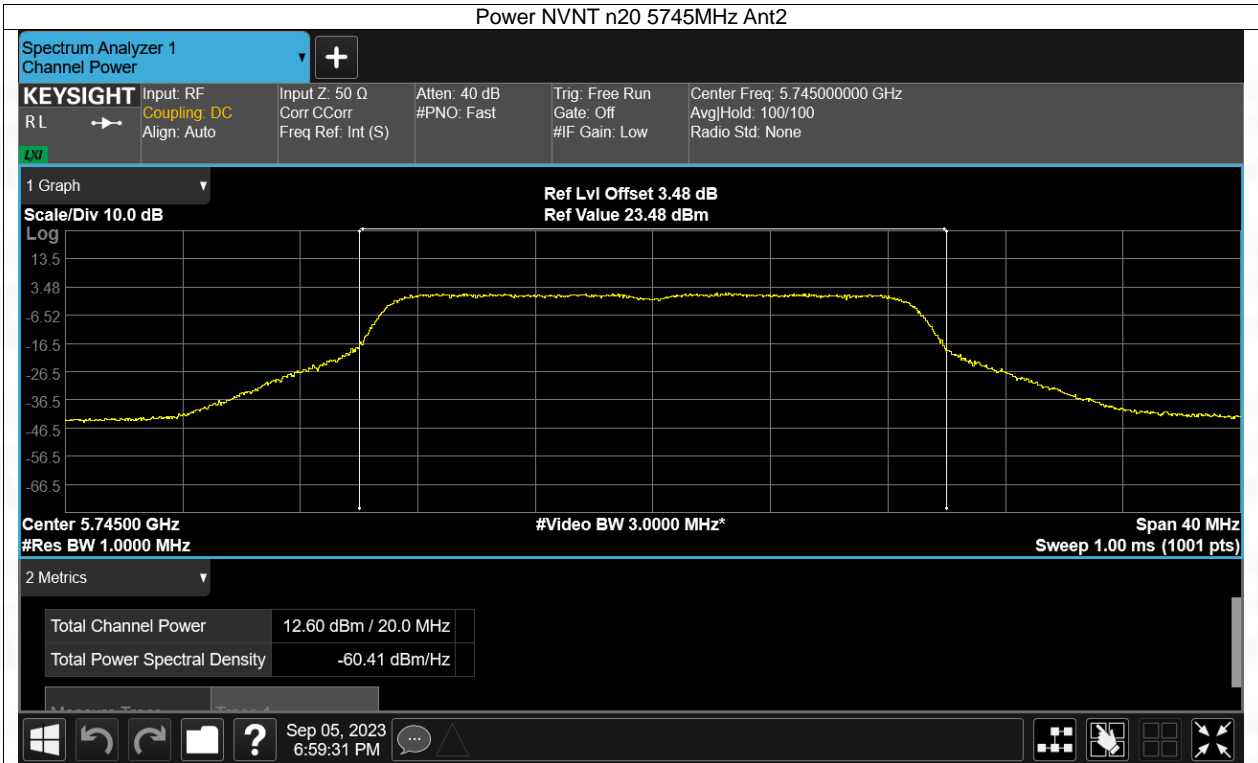 Power NVNT n20 5745MHz Ant2
Spectrum Analyzer 1
Channel Power
+
KEYSIGHT
R L
LXI
Input: RF
Coupling: DC
Align: Auto
Input Z: 50 Ω
Corr CCorr
Freq Ref: Int (S)
Atten: 40 dB
#PNO: Fast
Trig: Free Run
Gate: Off
#IF Gain: Low
Center Freq: 5.745000000 GHz
Avg|Hold: 100/100
Radio Std: None
1 Graph
Ref Lvl Offset 3.48 dB
Scale/Div 10.0 dB
Ref Value 23.48 dBm
Log
13.5
3.48
-6.52
-16.5
-26.5
-36.5
-46.5
-56.5
-66.5
Center 5.74500 GHz
#Video BW 3.0000 MHz*
Span 40 MHz
#Res BW 1.0000 MHz
Sweep 1.00 ms (1001 pts)
2 Metrics
Total Channel Power 12.60 dBm / 20.0 MHz
Total Power Spectral Density -60.41 dBm/Hz
?
Sep 05, 2023
6:59:31 PM